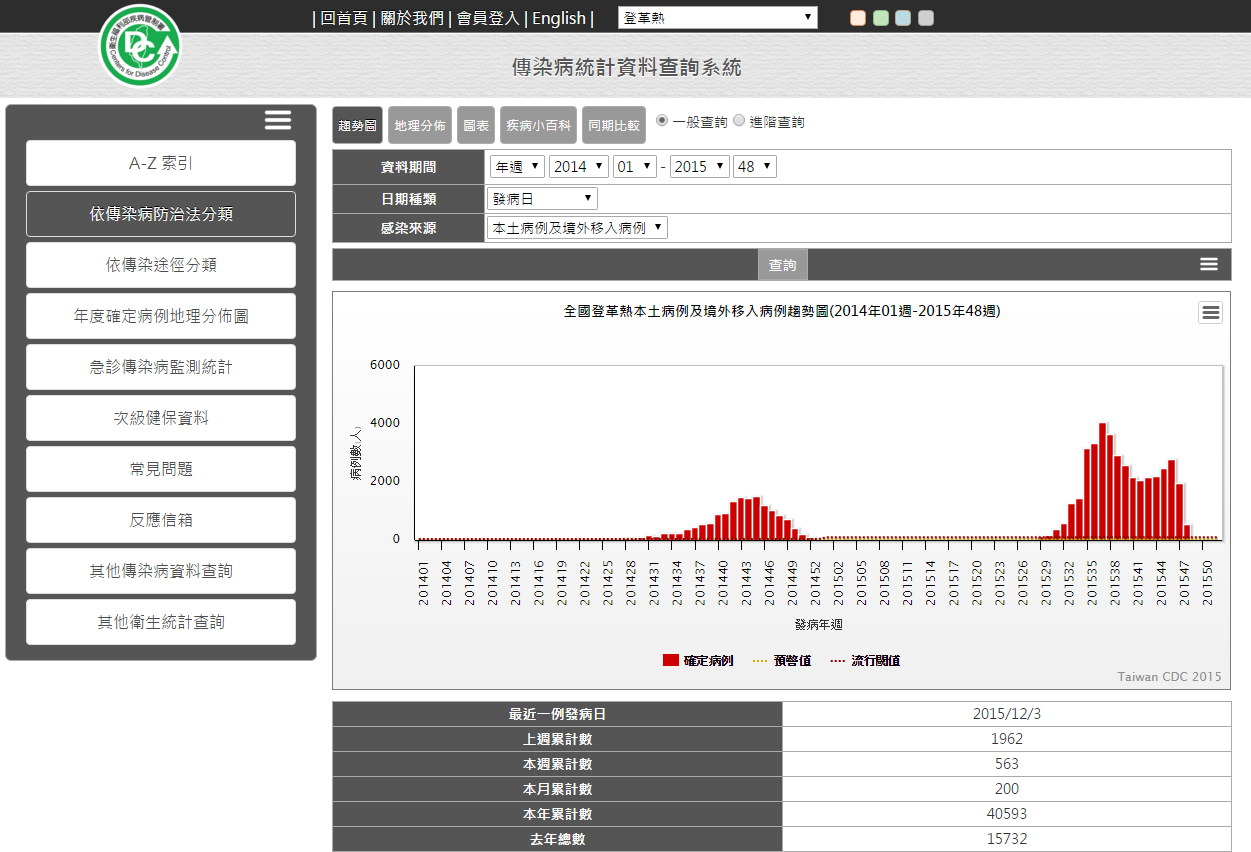 | 回首頁 | 關於我們 | 會員登入 | English |
登革熱
衛生福利部疾病管制署
CDC
Centers for Disease Control
傳染病統計資料查詢系統
A-Z 索引
依傳染病防治法分類
依傳染途徑分類
年度確定病例地理分佈圖
急診傳染病監測統計
次級健保資料
常見問題
反應信箱
其他傳染病資料查詢
其他衛生統計查詢
趨勢圖 地理分佈 圖表 疾病小百科 同期比較 一般查詢 進階查詢
資料期間 年週 2014 01 - 2015 48
日期種類 發病日
感染來源 本土病例及境外移入病例
查詢
全國登革熱本土病例及境外移入病例趨勢圖(2014年01週-2015年48週)
病例數(人)
6000
4000
2000
0
201401 201404 201407 201410 201413 201416 201419 201422 201425 201428 201431 201434 201437 201440 201443 201446 201449 201452 201502 201505 201508 201511 201514 201517 201520 201523 201526 201529 201532 201535 201538 201541 201544 201547 201550
發病年週
確定病例 預警值 流行閾值
Taiwan CDC 2015
最近一例發病日 2015/12/3
上週累計數 1962
本週累計數 563
本月累計數 200
本年累計數 40593
去年總數 15732